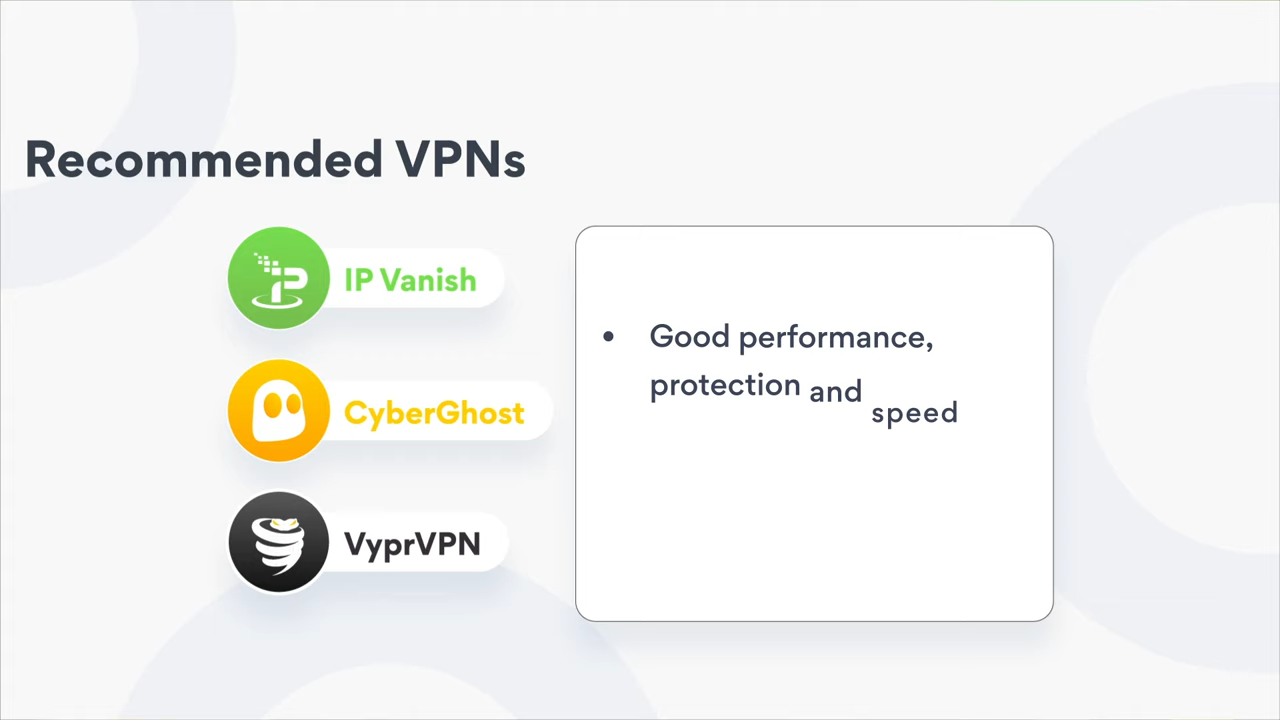 Recommended VPNs
IP Vanish
CyberGhost
VyprVPN
• Good performance,
protection and speed